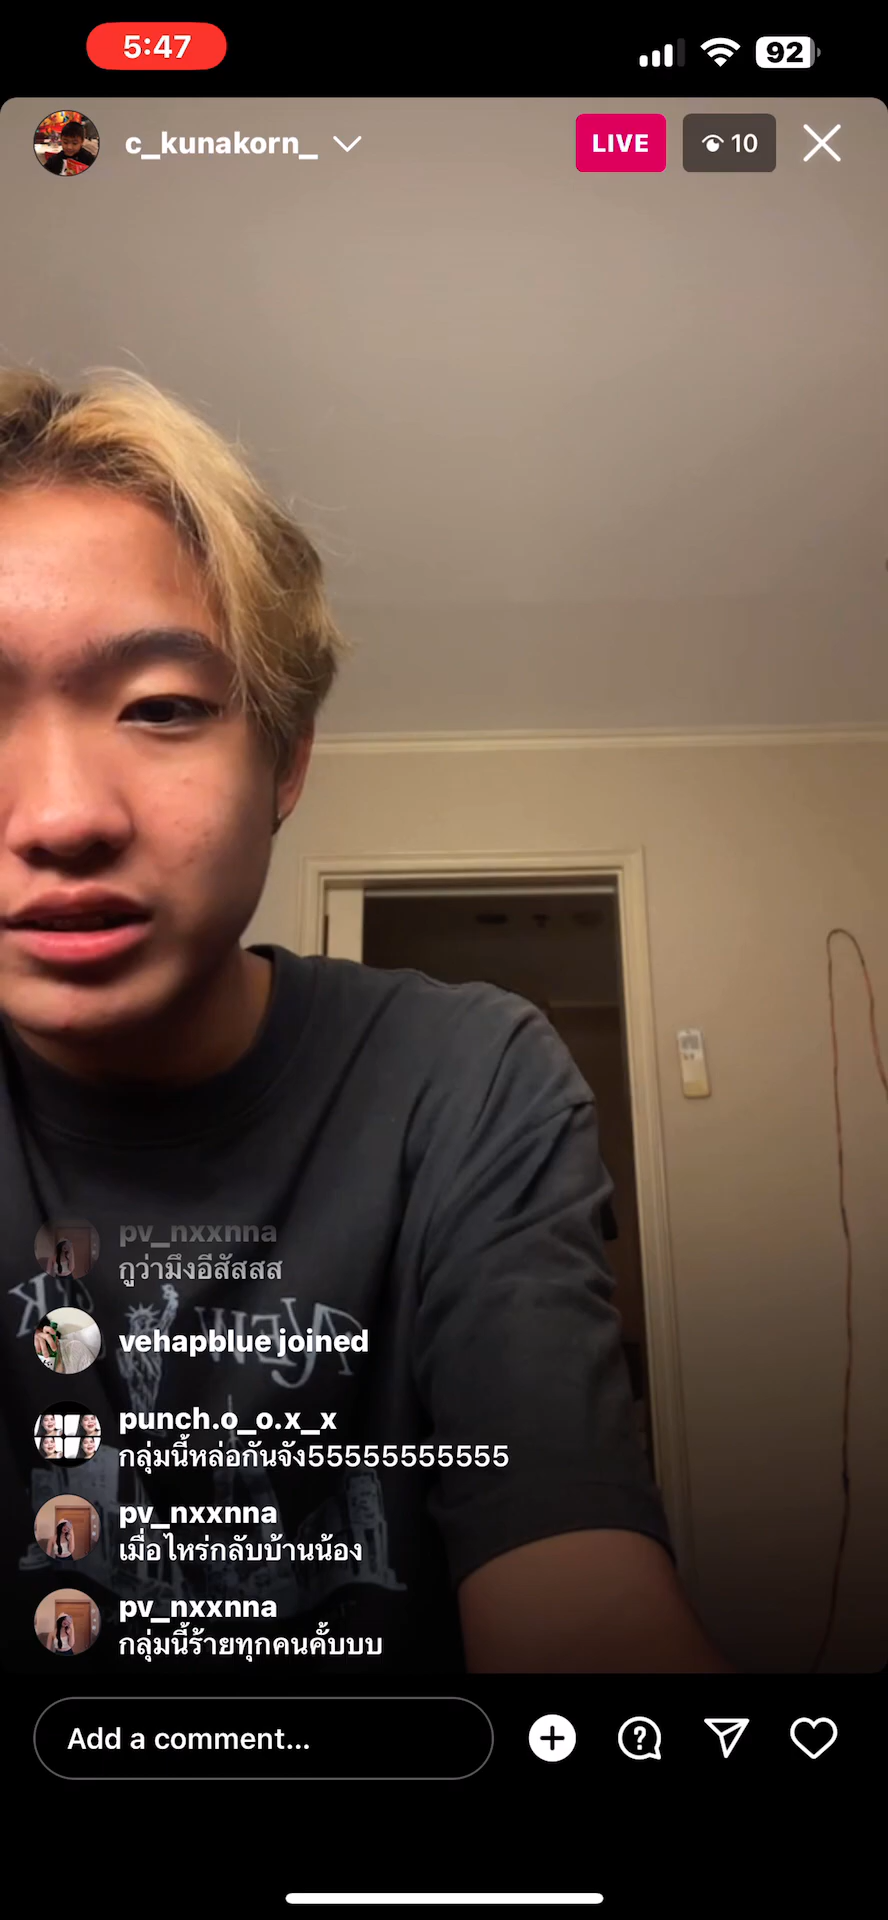 5:47
92
c_kunakorn_
LIVE
10
pv_nxxnna
กูว่ามึงอีสัสสสส
NEW
vehapblue joined
punch.o_o.x_x
กลุ่มนี้หล่อกันจัง55555555555
pv_nxxnna
เมื่อไหร่กลับบ้านน้อง
pv_nxxnna
กลุ่มนี้ร้ายทุกคนคั้บบบ
Add a comment...